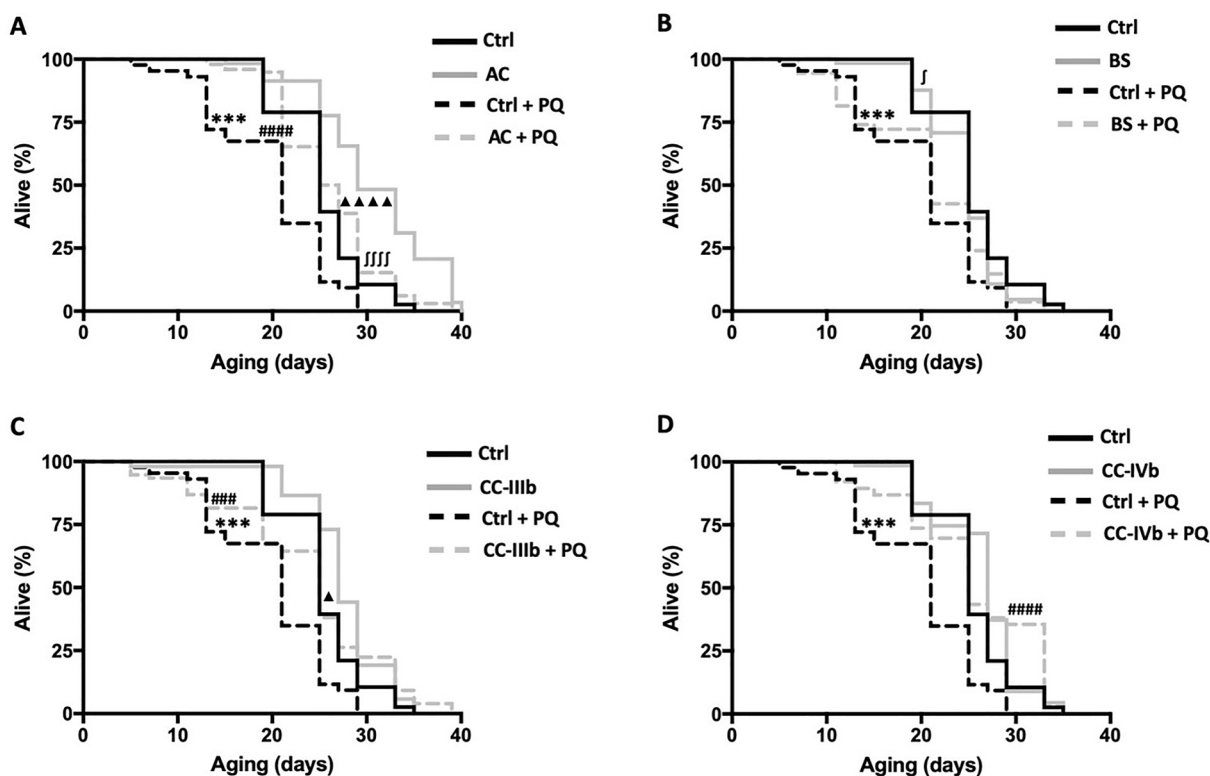 A
Ctrl
AC
Ctrl + PQ
AC + PQ
Alive (%)
100
75
50
25
0
***
####
▲▲▲▲
∫∫∫∫
0 10 20 30 40
Aging (days)
B
Ctrl
BS
Ctrl + PQ
BS + PQ
Alive (%)
100
75
50
25
0
∫
***
0 10 20 30 40
Aging (days)
C
Ctrl
CC-IIIb
Ctrl + PQ
CC-IIIb + PQ
Alive (%)
100
75
50
25
0
###
***
▲
0 10 20 30 40
Aging (days)
D
Ctrl
CC-IVb
Ctrl + PQ
CC-IVb + PQ
Alive (%)
100
75
50
25
0
***
####
0 10 20 30 40
Aging (days)